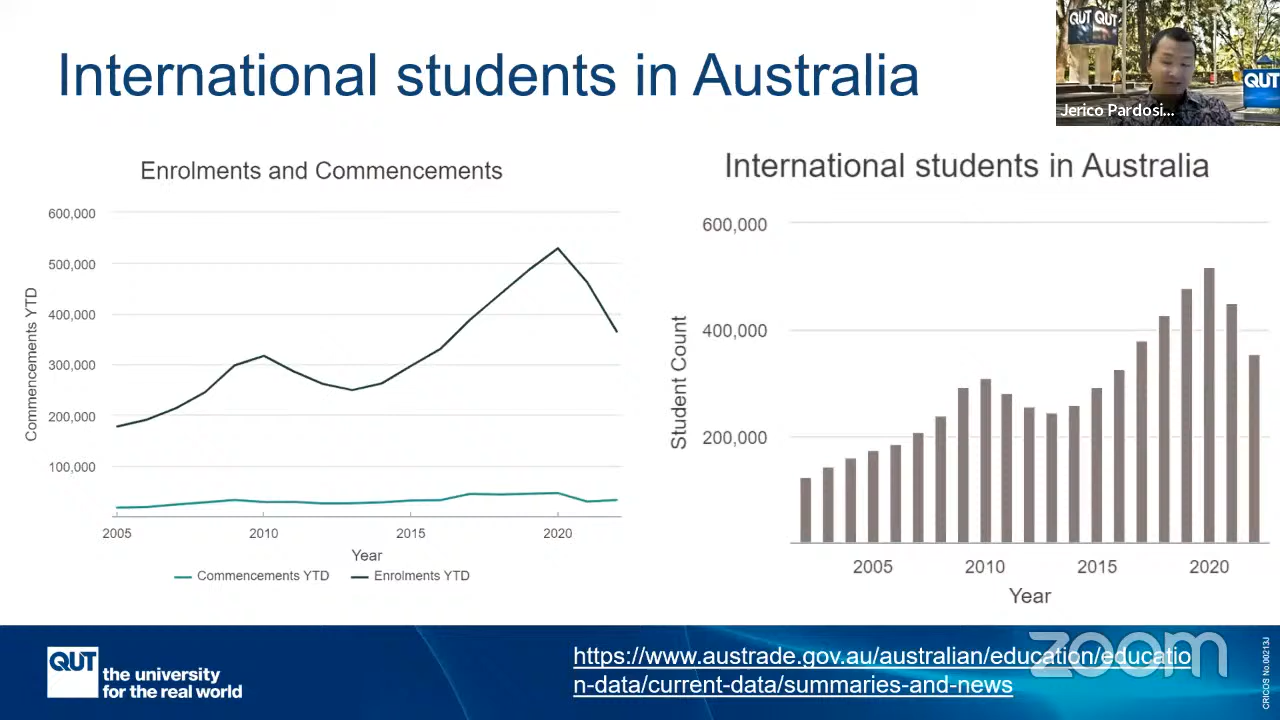 International students in Australia
QUT QUT
QUT
Jerico Pardosi...
Enrolments and Commencements
600,000
500,000
400,000
300,000
200,000
100,000
Commencements YTD
2005
2010
2015
2020
Year
Commencements YTD
Enrolments YTD
International students in Australia
600,000
400,000
200,000
Student Count
2005
2010
2015
2020
Year
QUT
the university
for the real world
https://www.austrade.gov.au/australian/education/educatio
n-data/current-data/summaries-and-news
zoom
CRICOS No.00213J